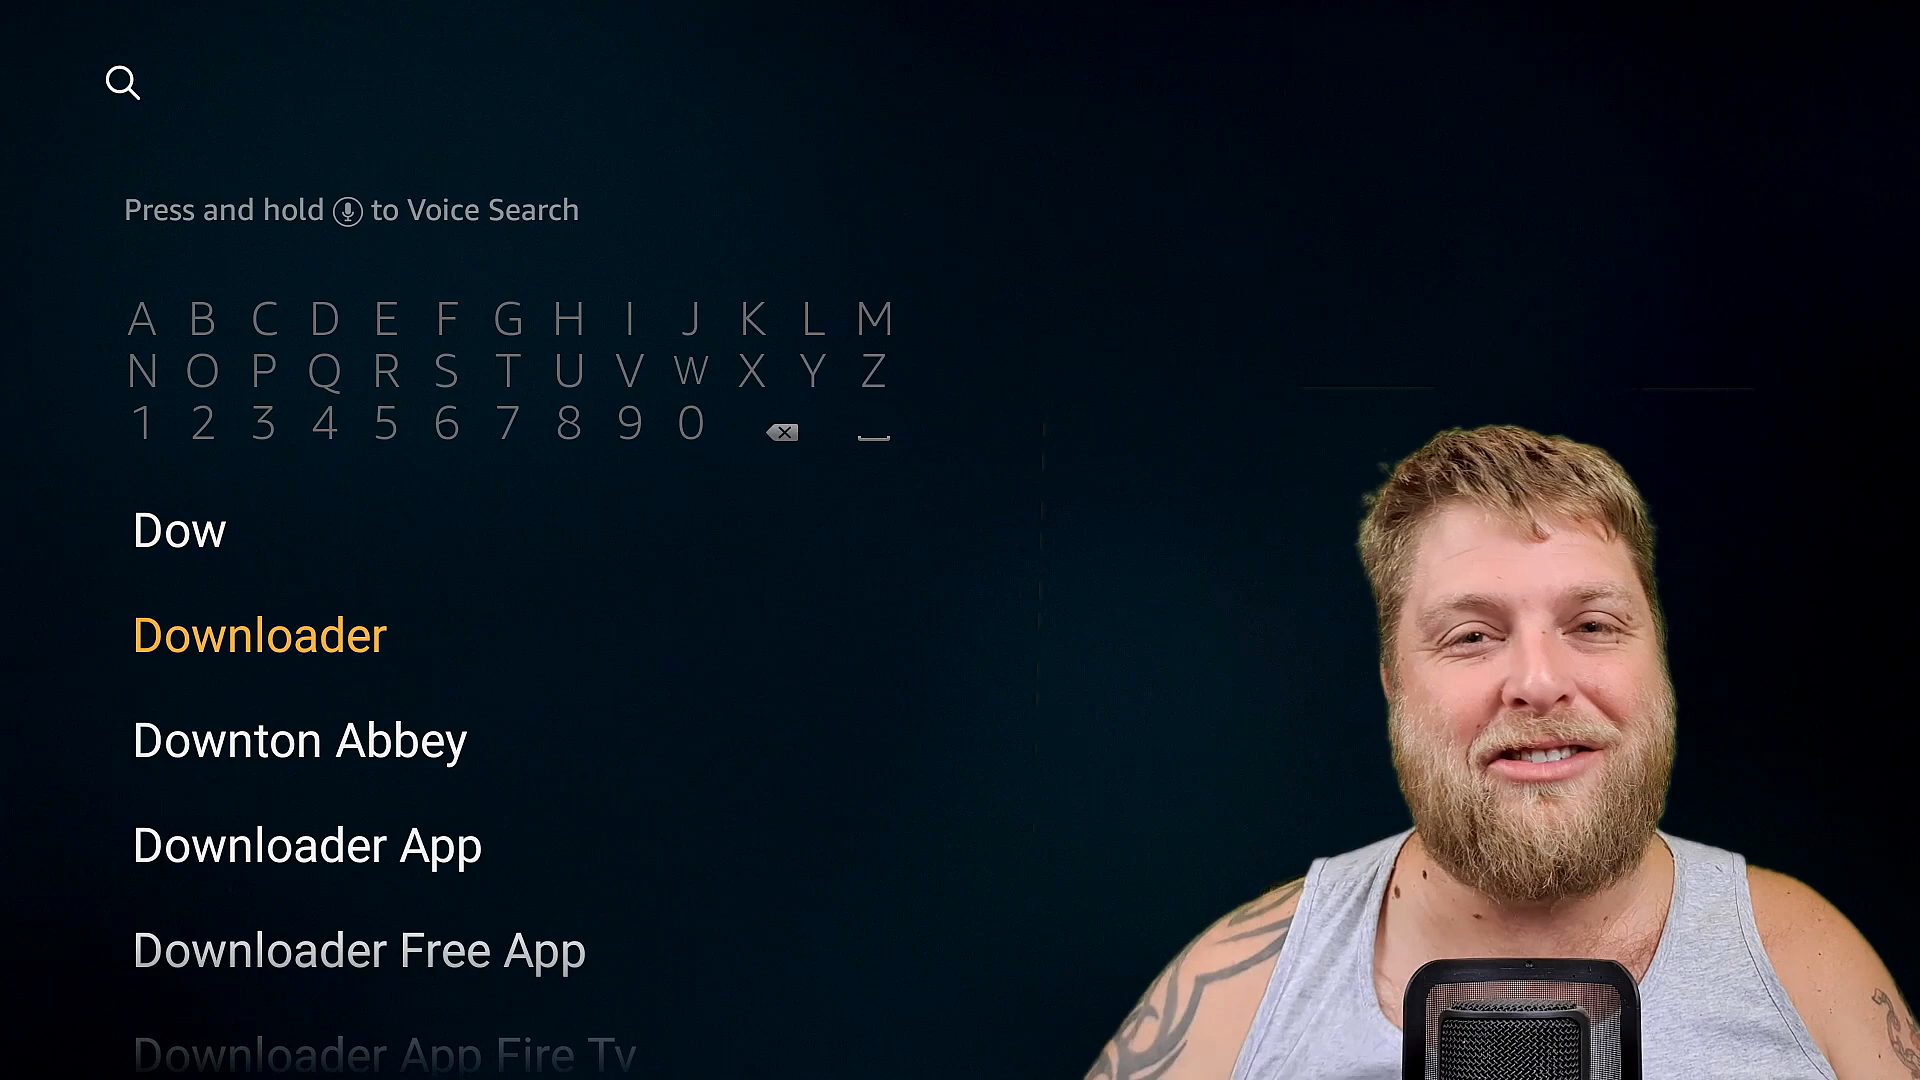 Press and hold to Voice Search
A B C D E F G H I J K L M
N O P Q R S T U V W X Y Z
1 2 3 4 5 6 7 8 9 0
Dow
Downloader
Downton Abbey
Downloader App
Downloader Free App
Downloader App Fire Tv